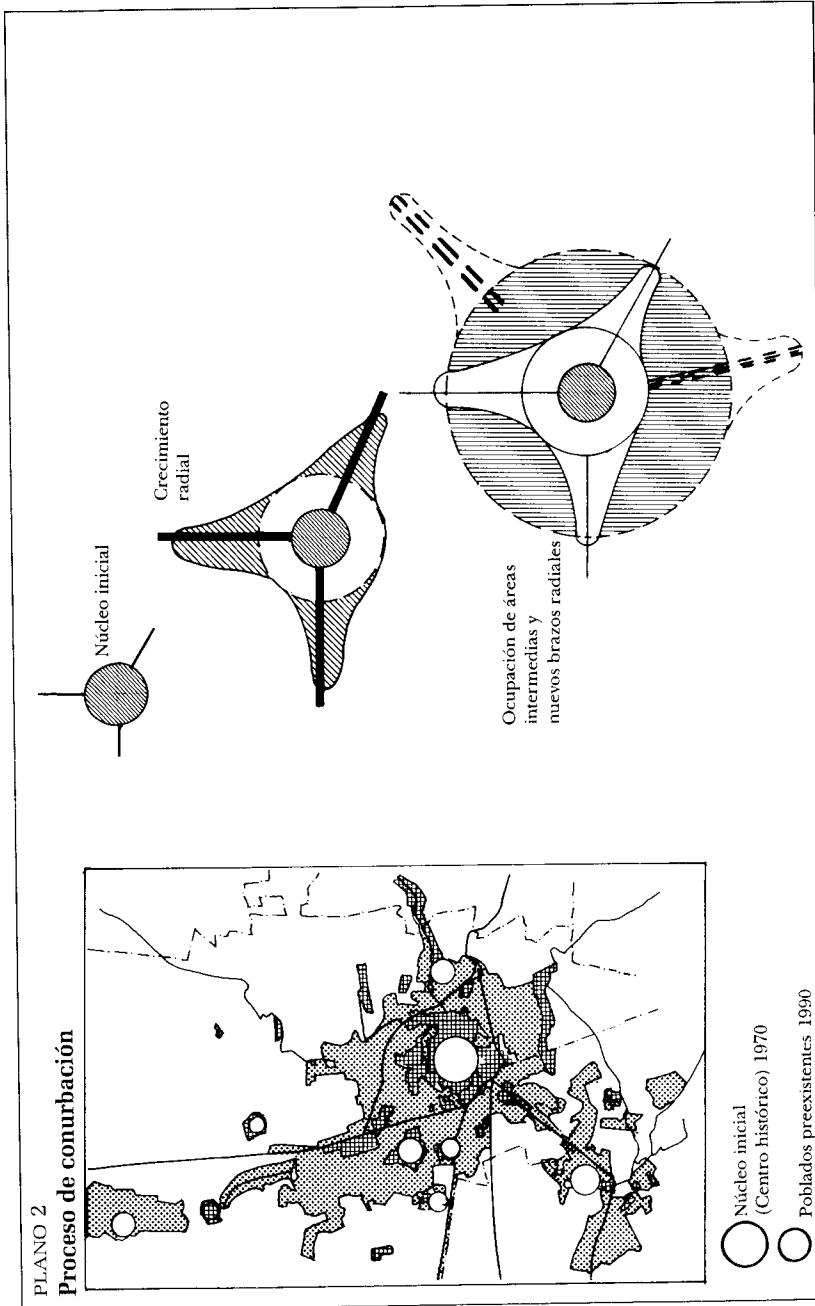 PLANO 2
Proceso de conurbación
Núcleo inicial
(Centro histórico) 1970
Poblados preexistentes 1990
Núcleo inicial
Crecimiento
radial
Ocupación de áreas
intermedias y
nuevos brazos radiales